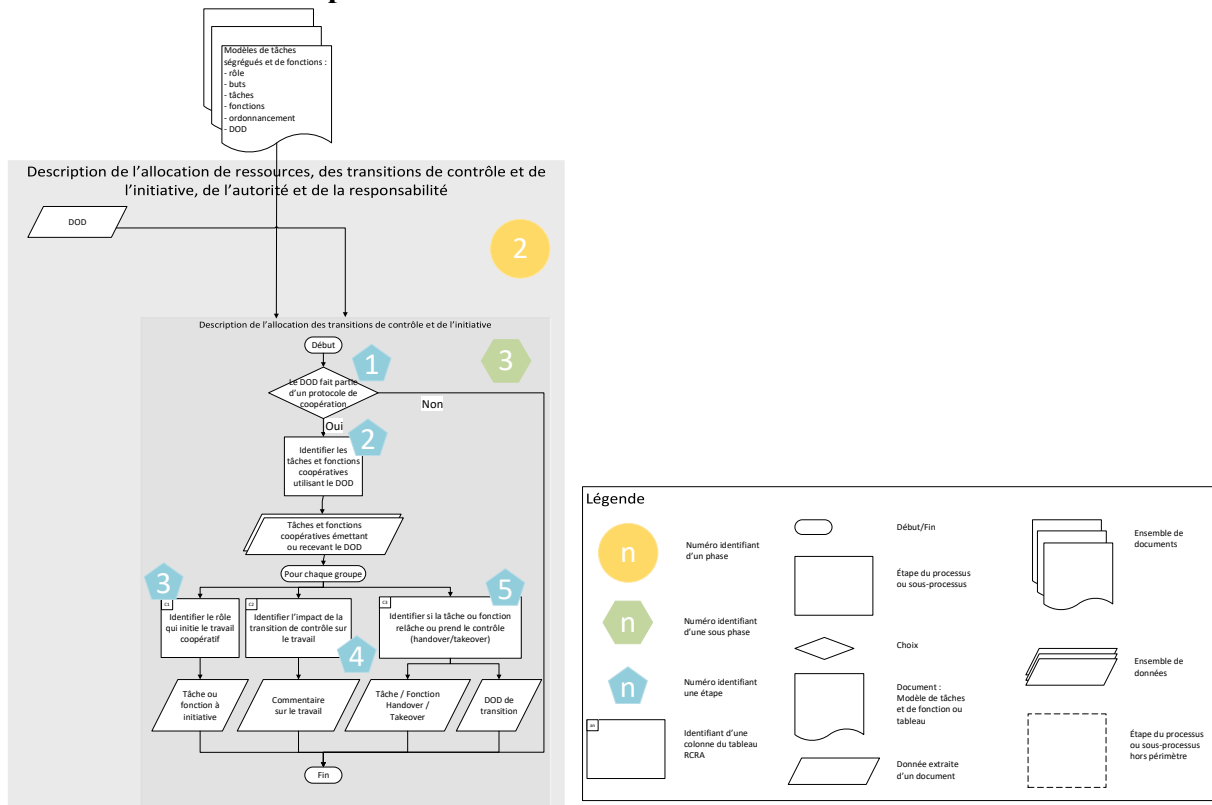 Modèles de tâches
ségrégués et de fonctions :
- rôle
- buts
- tâches
- fonctions
- ordonnancement
- DOD
Description de l'allocation de ressources, des transitions de contrôle et de
l'initiative, de l'autorité et de la responsabilité
DOD
2
Description de l'allocation des transitions de contrôle et de l'initiative
Début
1
3
Le DOD fait partie
d'un protocole de
coopération
Non
Oui
2
Identifier les
tâches et fonctions
coopératives
utilisant le DOD
Tâches et fonctions
coopératives émettant
ou recevant le DOD
Pour chaque groupe
3
C1
Identifier le rôle
qui initie le travail
coopératif
C2
Identifier l'impact de la
transition de contrôle sur
le travail
4
5
C3
Identifier si la tâche ou fonction
relâche ou prend le contrôle
(handover/takeover)
Tâche ou
fonction à
initiative
Commentaire
sur le travail
Tâche / Fonction
Handover /
Takeover
DOD de
transition
Fin
Légende
n
Numéro identifiant
d'un phase
n
Numéro identifiant
d'une sous phase
n
Numéro identifiant
une étape
Identifiant d'une
colonne du tableau
RCRA
Début/Fin
Étape du processus
ou sous-processus
Choix
Document :
Modèle de tâches
et de fonction ou
tableau
Donnée extraite
d'un document
Ensemble de
documents
Ensemble de
données
Étape du processus
ou sous-processus
hors périmètre